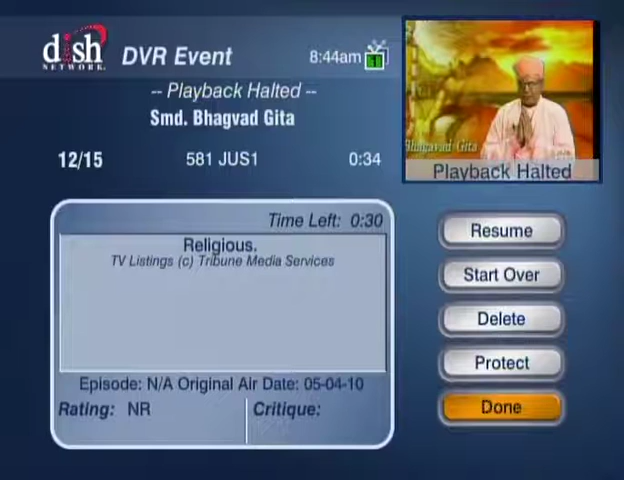 dish
NETWORK
DVR Event
8:44am
1
-- Playback Halted --
Smd. Bhagvad Gita
12/15 581 JUS1 0:34
Bhagavad Gita
Playback Halted
Time Left: 0:30
Religious.
TV Listings (c) Tribune Media Services
Episode: N/A Original Air Date: 05-04-10
Rating: NR Critique:
Resume
Start Over
Delete
Protect
Done